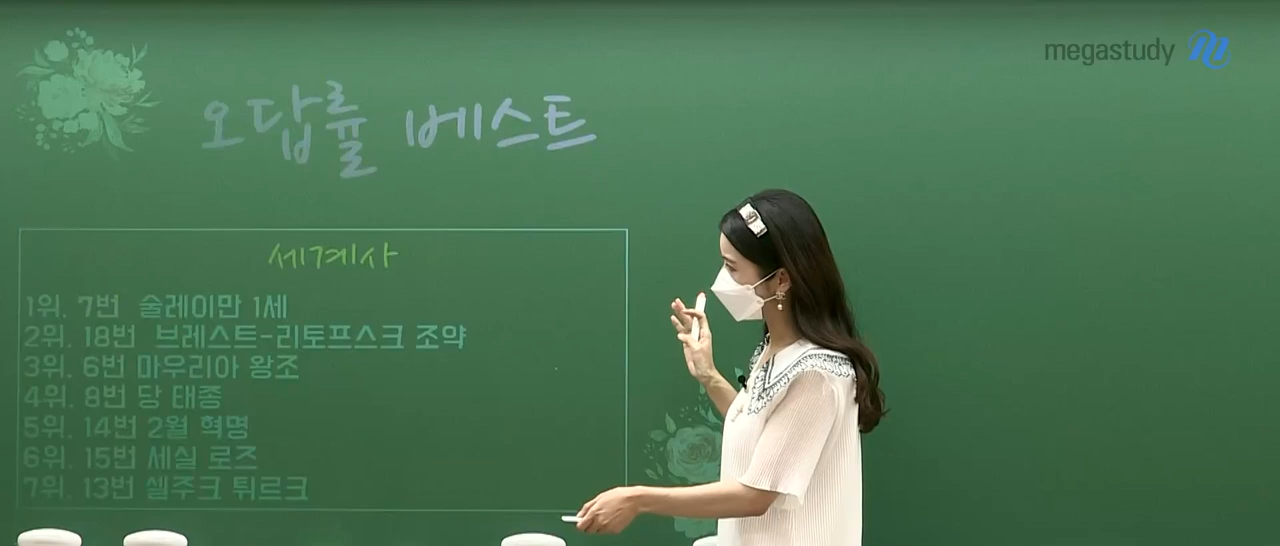 megastudy
오답률 베스트
세계사
1위. 7번 술레이만 1세
2위. 18번 브레스트-리토프스크 조약
3위. 6번 마우리아 왕조
4위. 8번 당 태종
5위. 14번 2월 혁명
6위. 15번 세실 로즈
7위. 13번 셀주크 튀르크